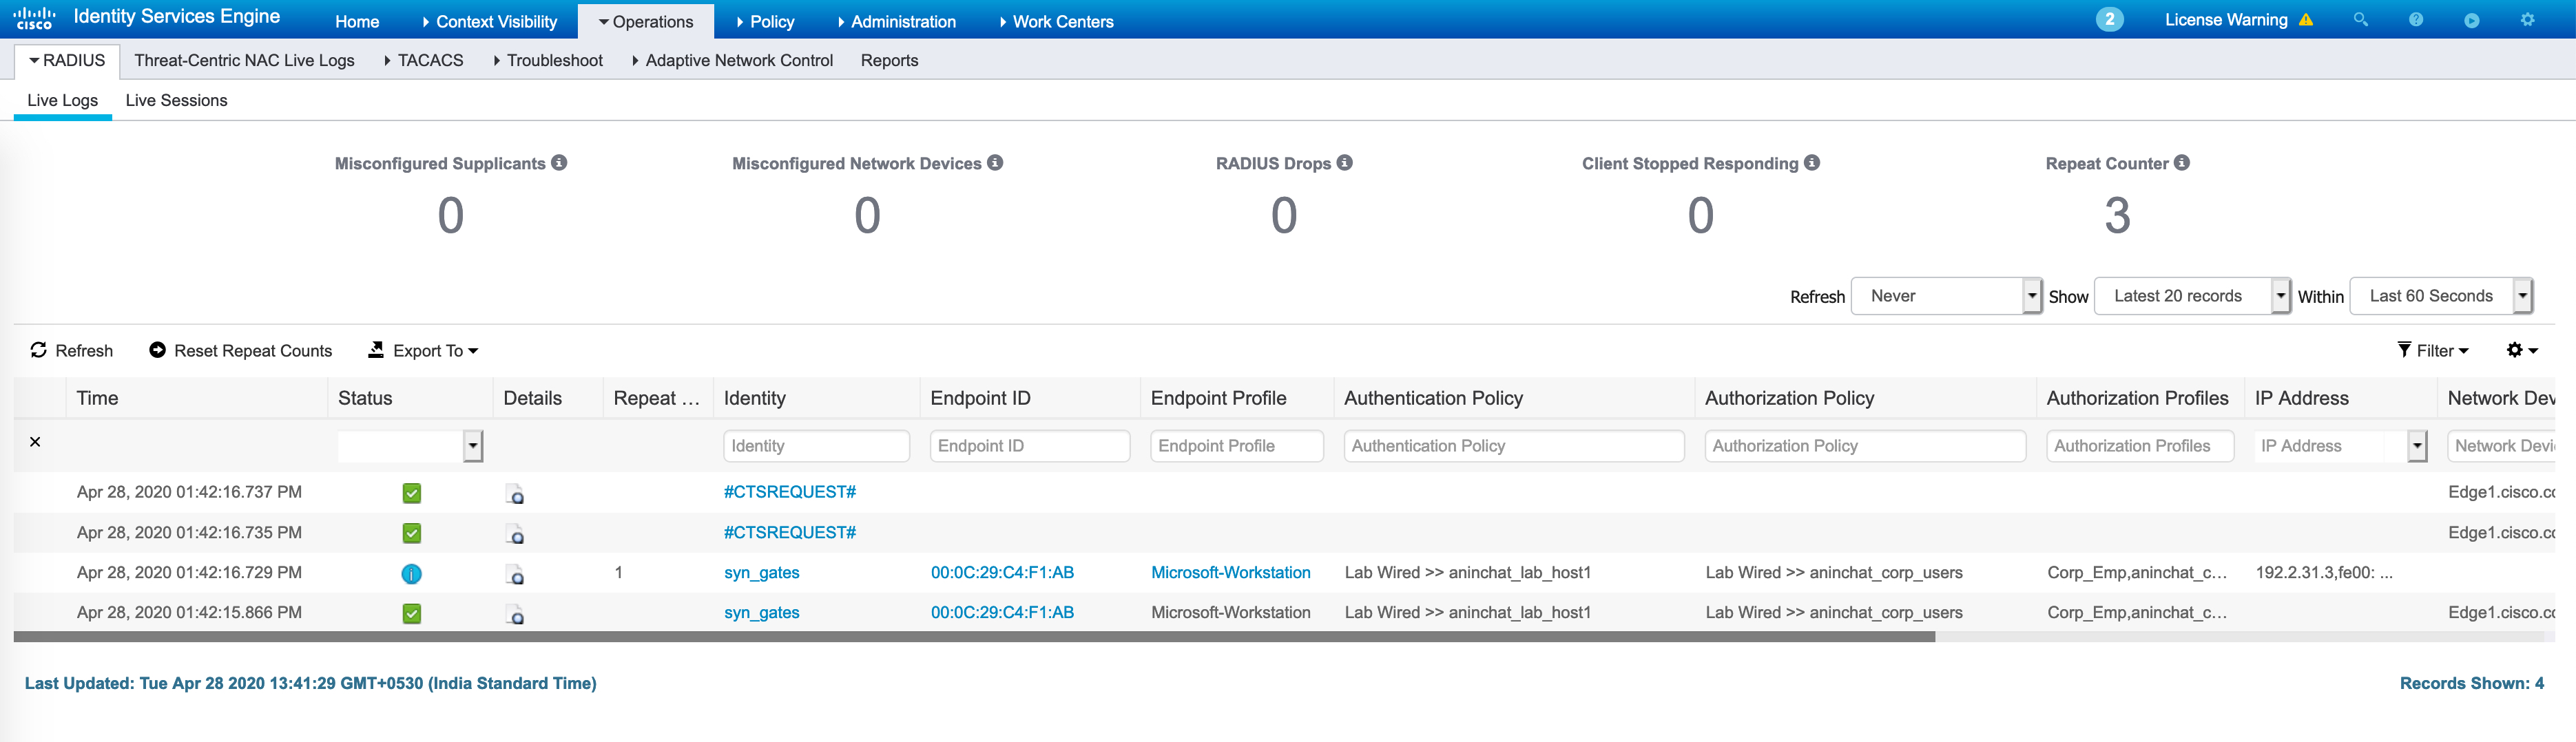 cisco Identity Services Engine Home Context Visibility Operations Policy Administration Work Centers 2 License Warning
RADIUS Threat-Centric NAC Live Logs TACACS Troubleshoot Adaptive Network Control Reports
Live Logs Live Sessions
Misconfigured Supplicants Misconfigured Network Devices RADIUS Drops Client Stopped Responding Repeat Counter
0 0 0 0 3
Refresh Never Show Latest 20 records Within Last 60 Seconds
Refresh Reset Repeat Counts Export To Filter
Time Status Details Repeat ... Identity Endpoint ID Endpoint Profile Authentication Policy Authorization Policy Authorization Profiles IP Address Network Dev
Identity Endpoint ID Endpoint Profile Authentication Policy Authorization Policy Authorization Profiles IP Address Network Devi
Apr 28, 2020 01:42:16.737 PM #CTSREQUEST# Edge1.cisco.co
Apr 28, 2020 01:42:16.735 PM #CTSREQUEST# Edge1.cisco.co
Apr 28, 2020 01:42:16.729 PM 1 syn_gates 00:0C:29:C4:F1:AB Microsoft-Workstation Lab Wired >> aninchat_lab_host1 Lab Wired >> aninchat_corp_users Corp_Emp,aninchat_c... 192.2.31.3,fe00: ...
Apr 28, 2020 01:42:15.866 PM syn_gates 00:0C:29:C4:F1:AB Microsoft-Workstation Lab Wired >> aninchat_lab_host1 Lab Wired >> aninchat_corp_users Corp_Emp,aninchat_c... Edge1.cisco.co
Last Updated: Tue Apr 28 2020 13:41:29 GMT+0530 (India Standard Time) Records Shown: 4